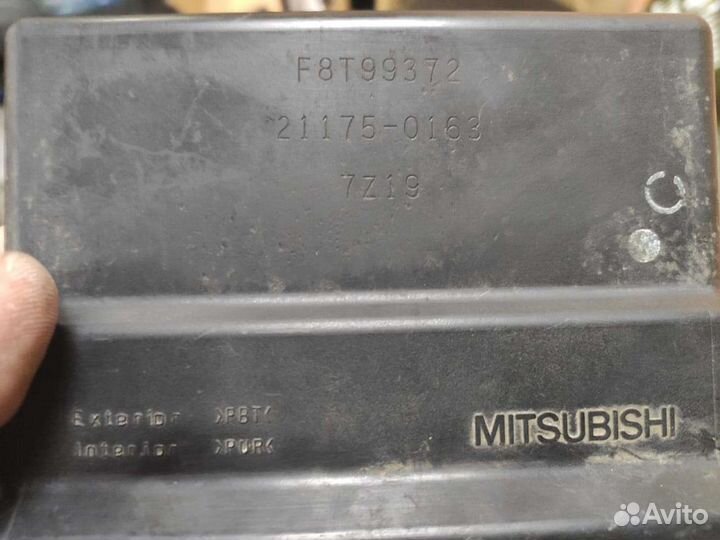 F8T99372
21175-0163
7Z19
Exterior >PBT<
Interior >PUR<
MITSUBISHI
Avito